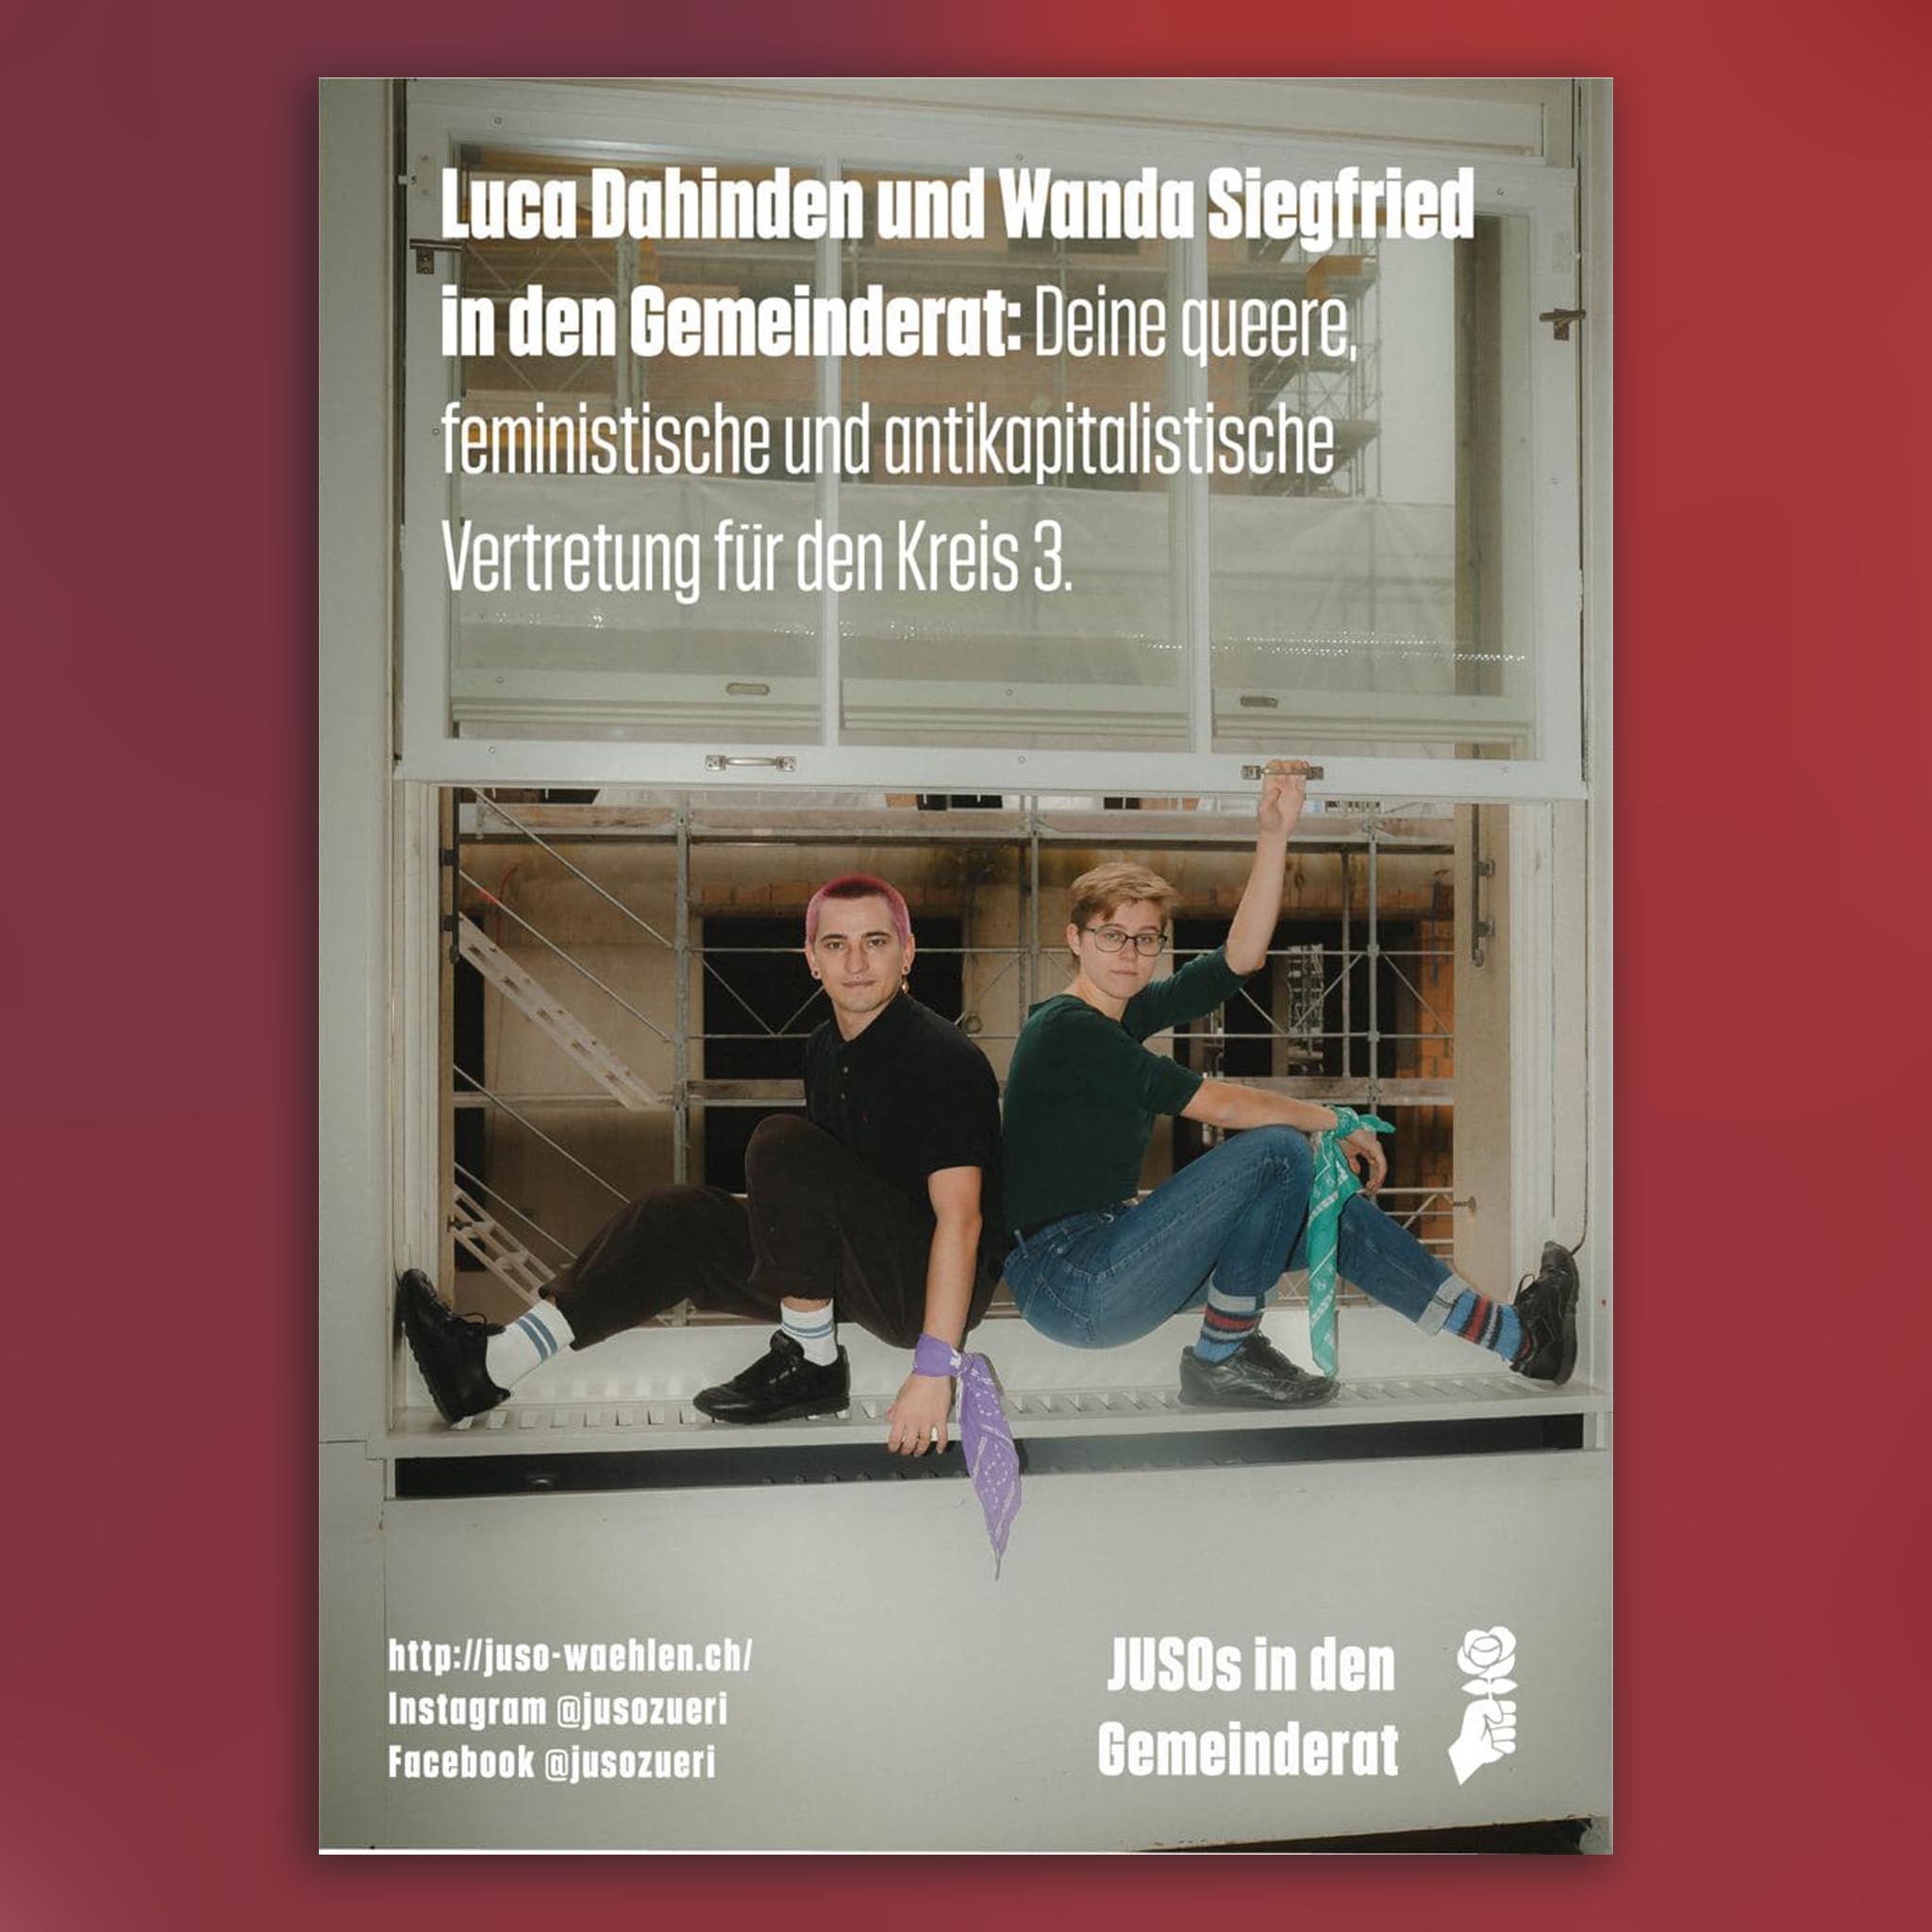 Luca Dahinden und Wanda Siegfried
in den Gemeinderat: Deine queere,
feministische und antikapitalistische
Vertretung für den Kreis 3.
http://juso-waehlen.ch/
Instagram @jusozueri
Facebook @jusozueri
JUSOs in den
Gemeinderat